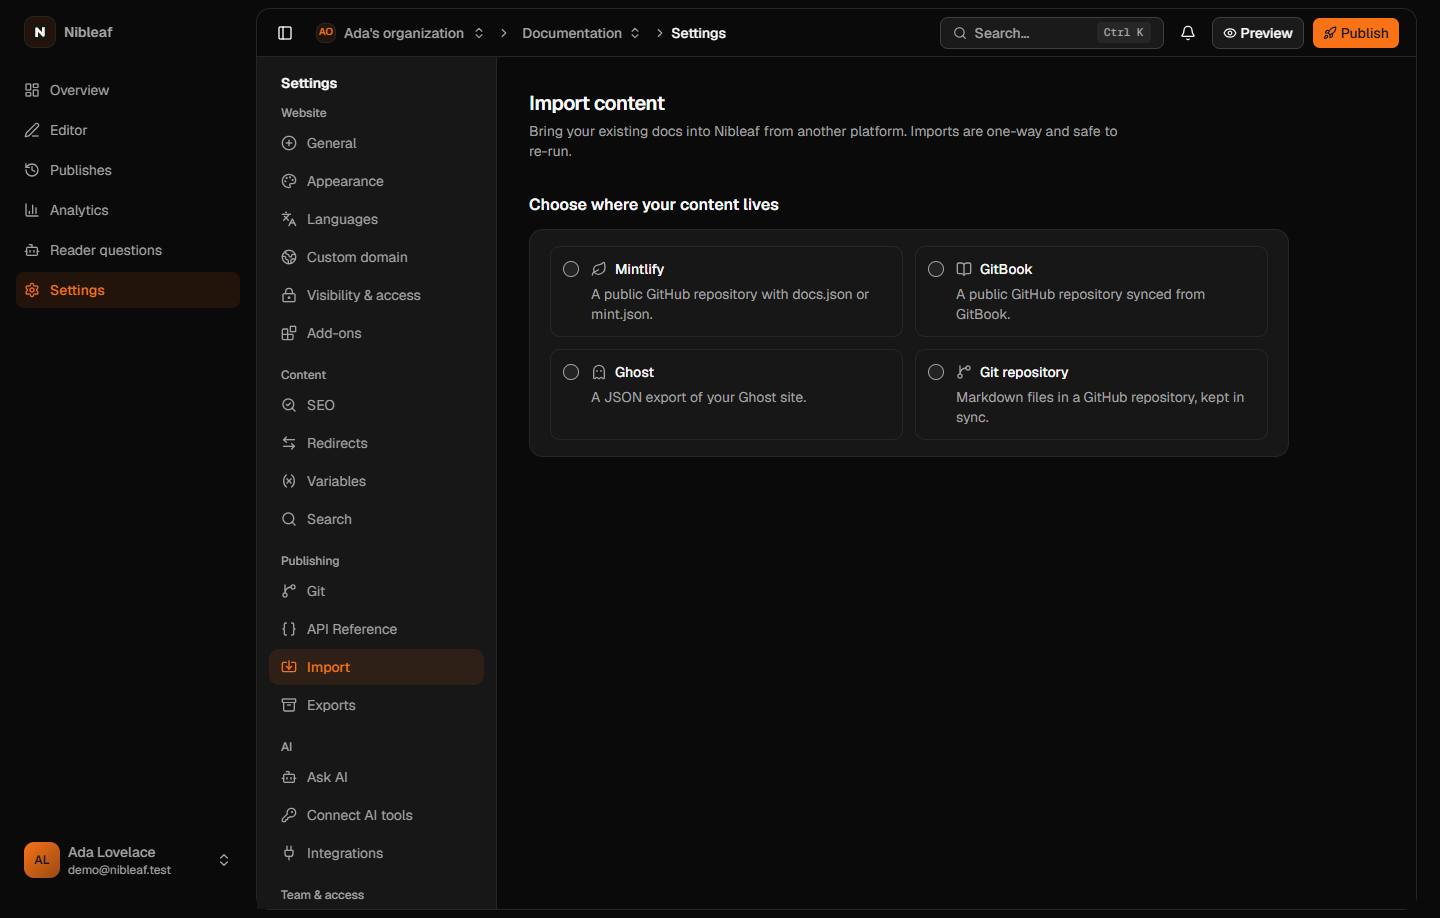 N Nibleaf
Overview
Editor
Publishes
Analytics
Reader questions
Settings
AL Ada Lovelace
demo@nibleaf.test
AO Ada's organization
Documentation
Settings
Search...
Ctrl K
Preview
Publish
Settings
Website
General
Appearance
Languages
Custom domain
Visibility & access
Add-ons
Content
SEO
Redirects
Variables
Search
Publishing
Git
API Reference
Import
Exports
AI
Ask AI
Connect AI tools
Integrations
Team & access
Import content
Bring your existing docs into Nibleaf from another platform. Imports are one-way and safe to
re-run.
Choose where your content lives
Mintlify
A public GitHub repository with docs.json or
mint.json.
GitBook
A public GitHub repository synced from
GitBook.
Ghost
A JSON export of your Ghost site.
Git repository
Markdown files in a GitHub repository, kept in
sync.